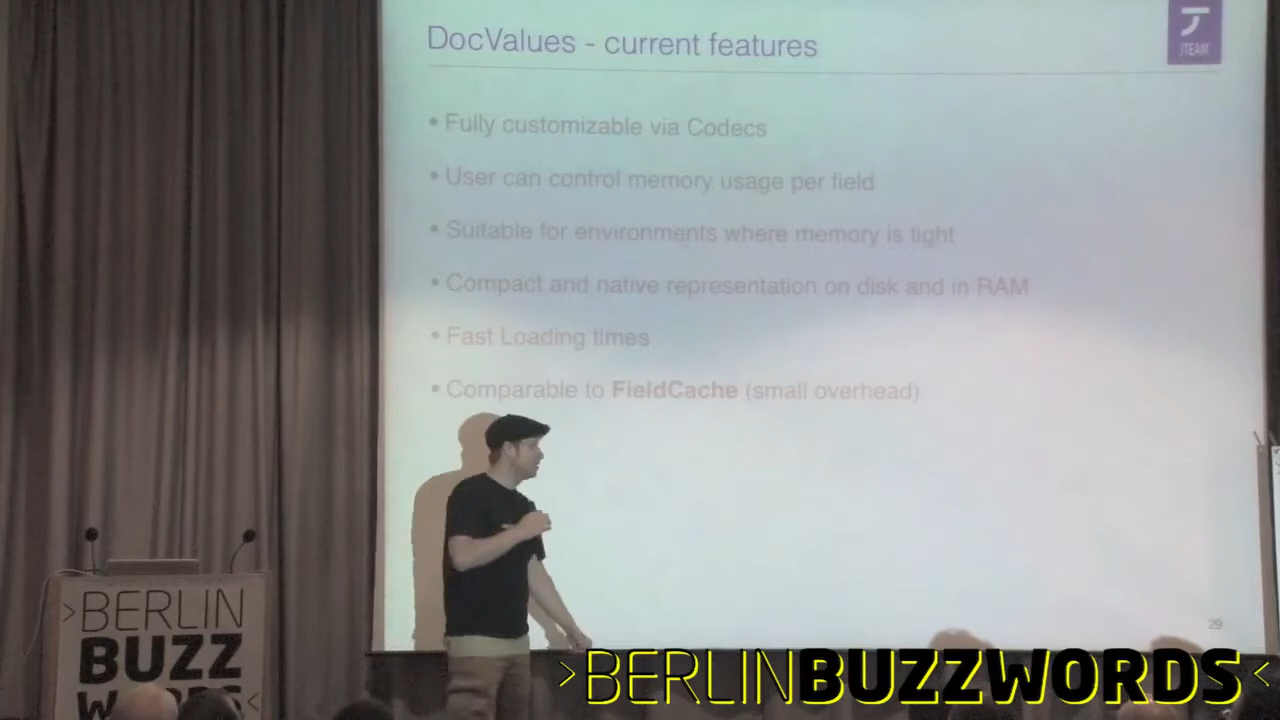 DocValues - current features
JTEAM
• Fully customizable via Codecs
• User can control memory usage per field
• Suitable for environments where memory is tight
• Compact and native representation on disk and in RAM
• Fast Loading times
• Comparable to FieldCache (small overhead)
29
>BERLIN
BUZZ
WORDS<
>BERLINBUZZWORDS<